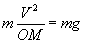 m V²/OM = mg